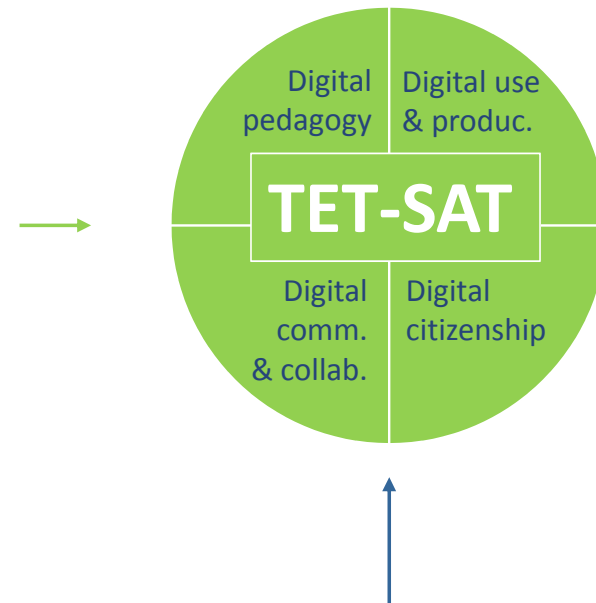 Digital
pedagogy
Digital use
& produc.
TET-SAT
Digital
comm.
& collab.
Digital
citizenship